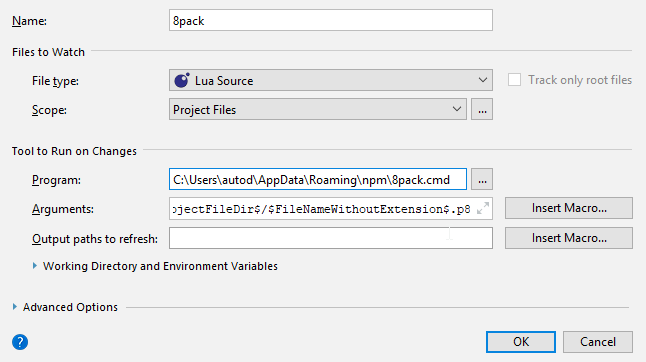 Name: 8pack
Files to Watch
File type: Lua Source Track only root files
Scope: Project Files ...
Tool to Run on Changes
Program: C:\Users\autod\AppData\Roaming\npm\8pack.cmd ...
Arguments: ojectFileDir$/$FileNameWithoutExtension$.p8 Insert Macro...
Output paths to refresh: Insert Macro...
Working Directory and Environment Variables
Advanced Options
? OK Cancel